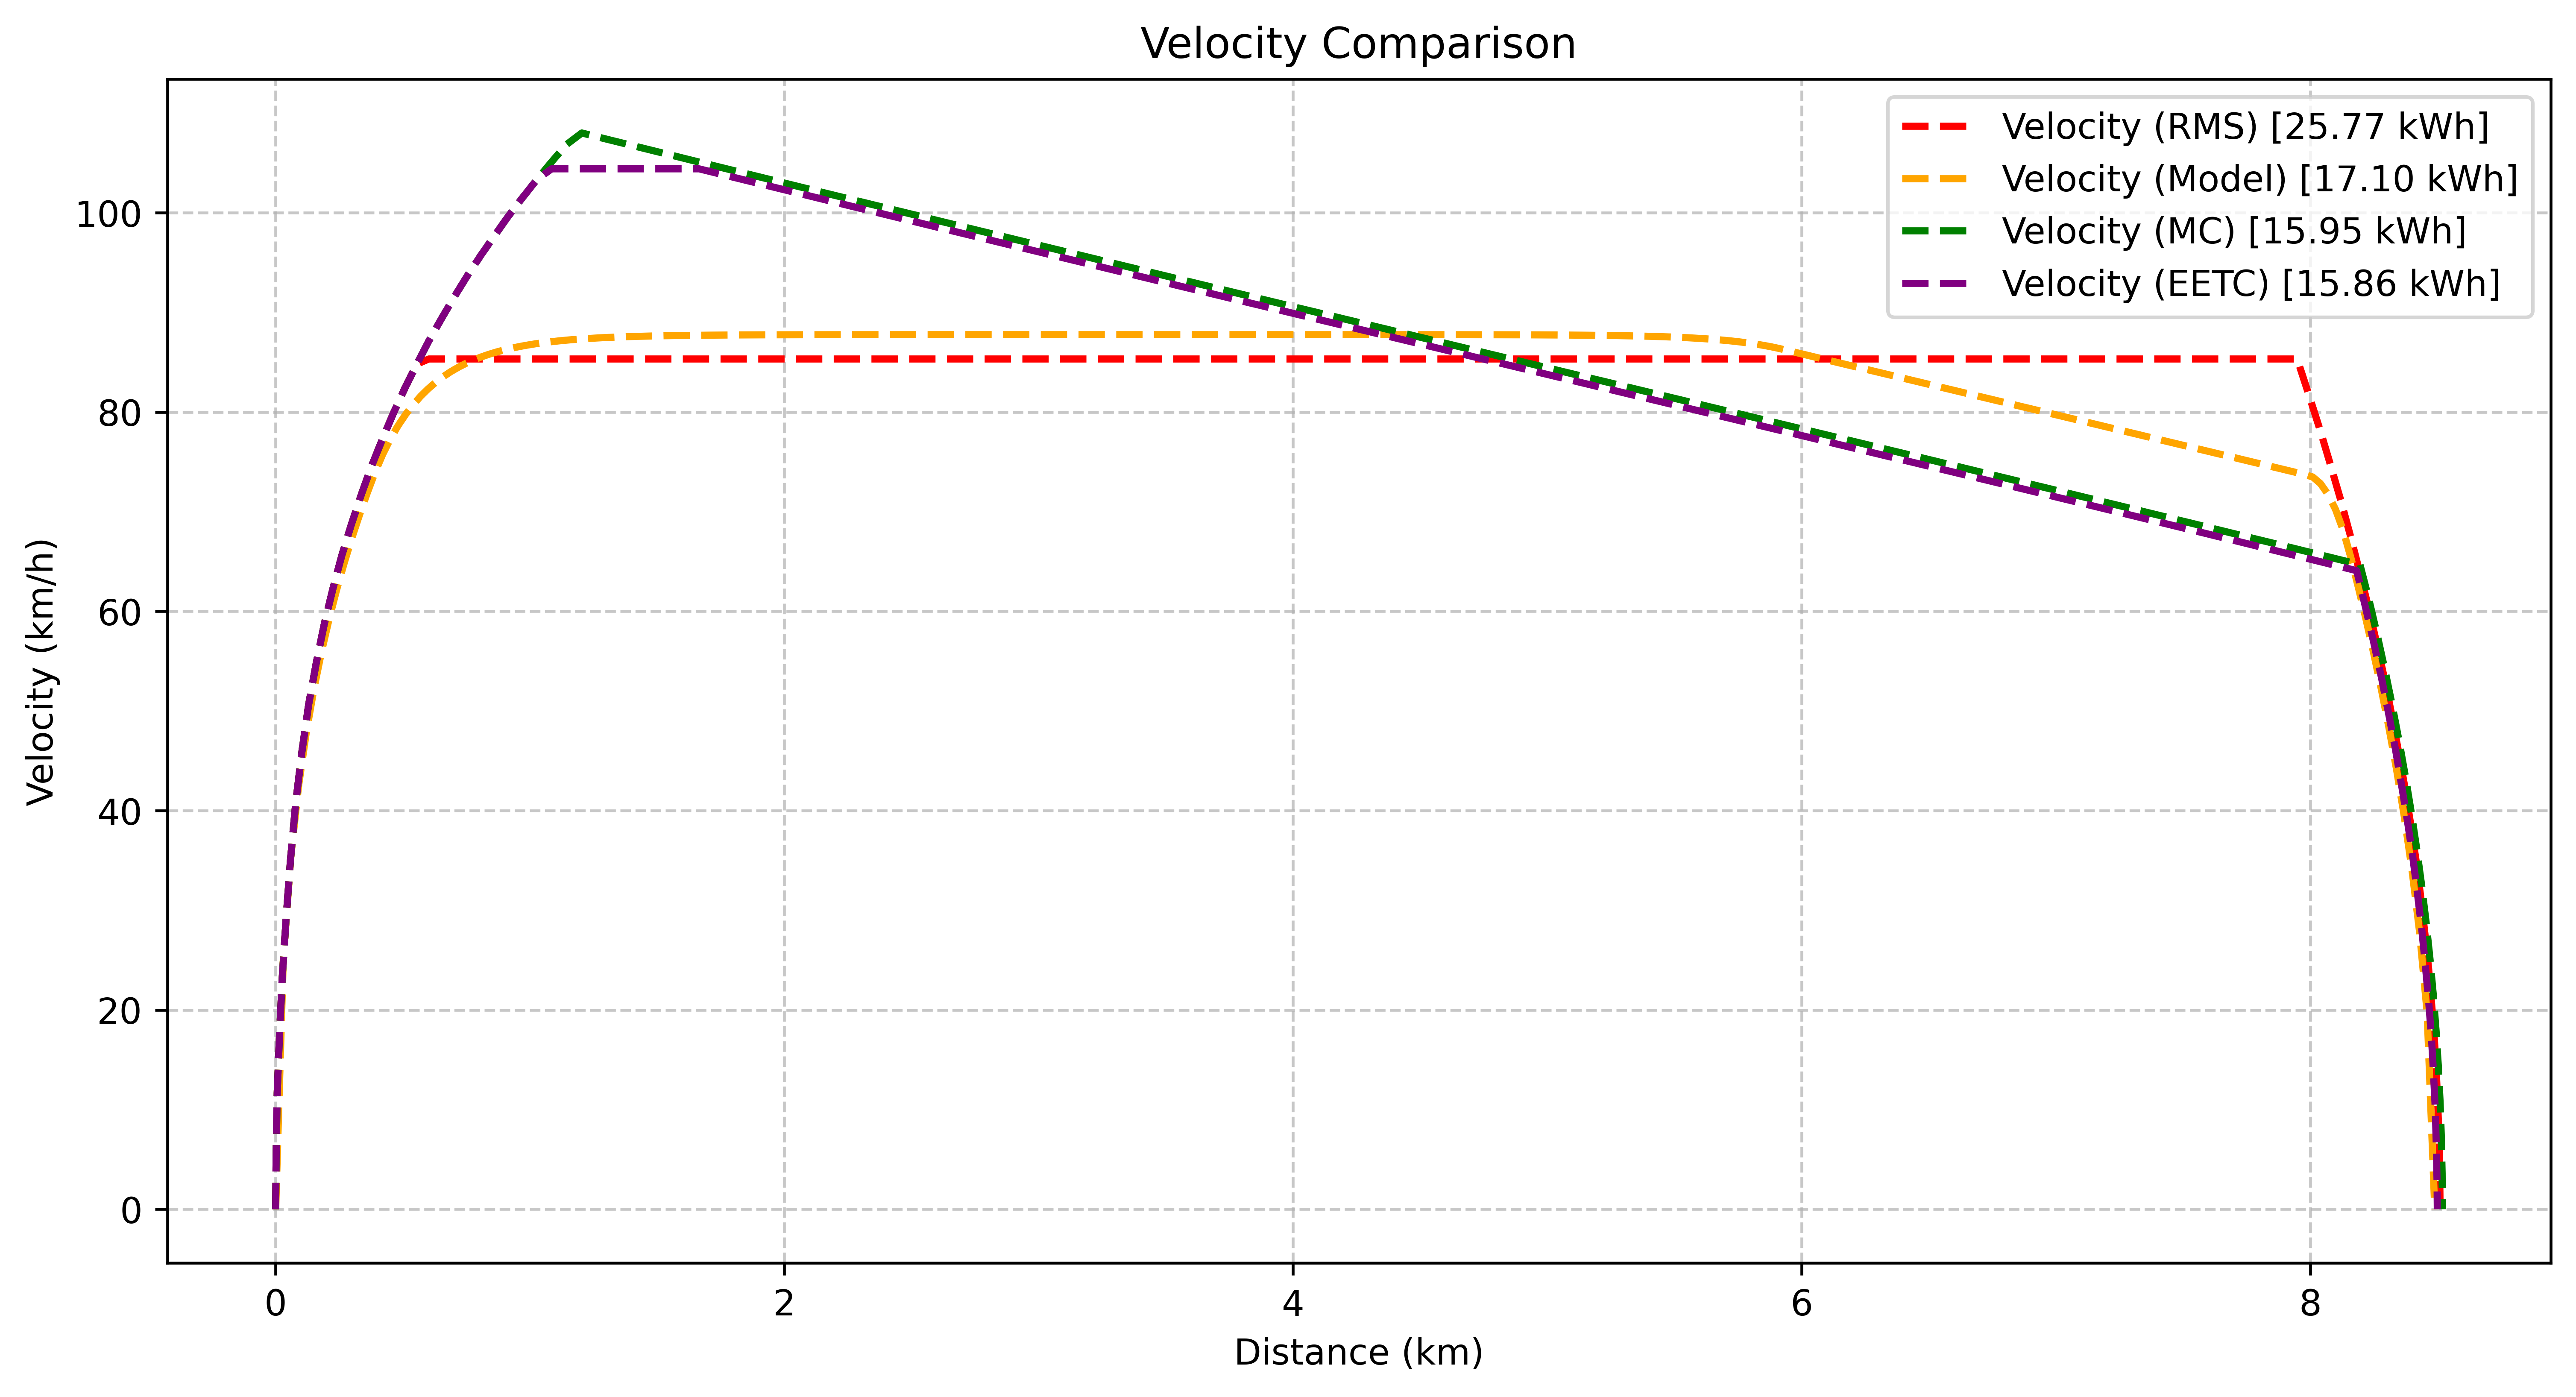 Velocity Comparison
Velocity (RMS) [25.77 kWh]
Velocity (Model) [17.10 kWh]
Velocity (MC) [15.95 kWh]
Velocity (EETC) [15.86 kWh]
Velocity (km/h)
100
80
60
40
20
0
0 2 4 6 8
Distance (km)